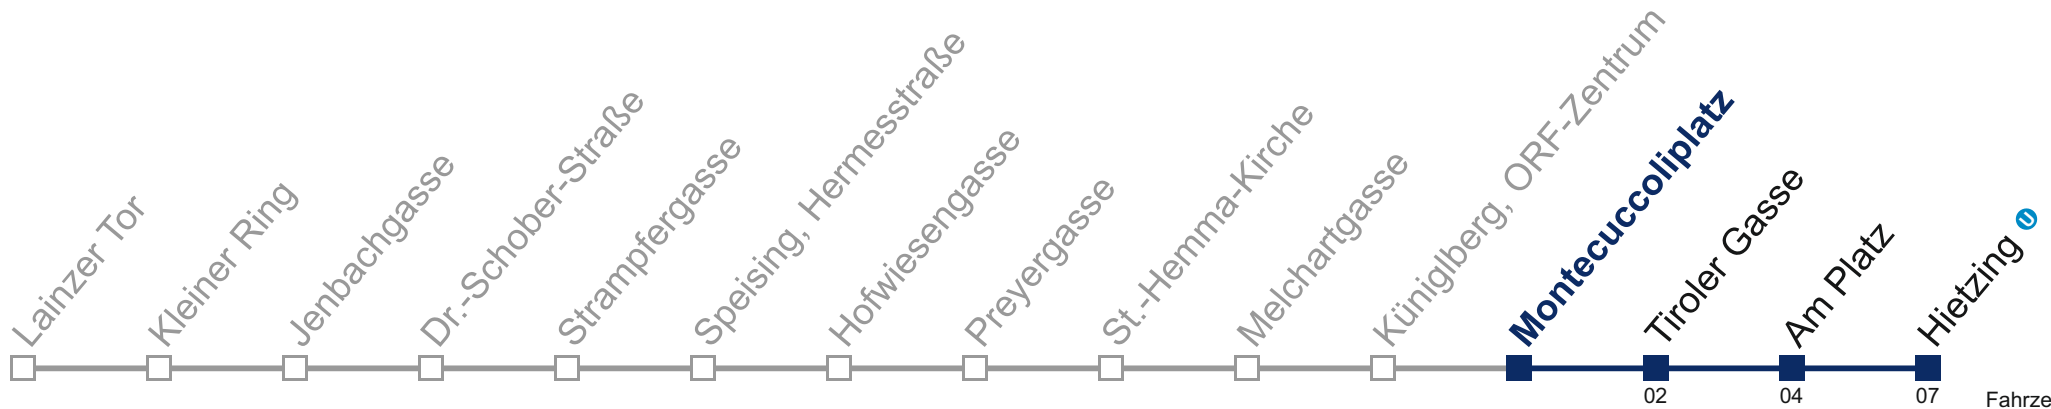 Lainzer Tor
Kleiner Ring
Jenbachgasse
Dr.-Schober-Straße
Strampfergasse
Speising, Hermesstraße
Hofwiesengasse
Preyergasse
St.-Hemma-Kirche
Melchartgasse
Küniglberg, ORF-Zentrum
Montecuccoliplatz
Tiroler Gasse
Am Platz
Hietzing U
02 04 07 Fahrze